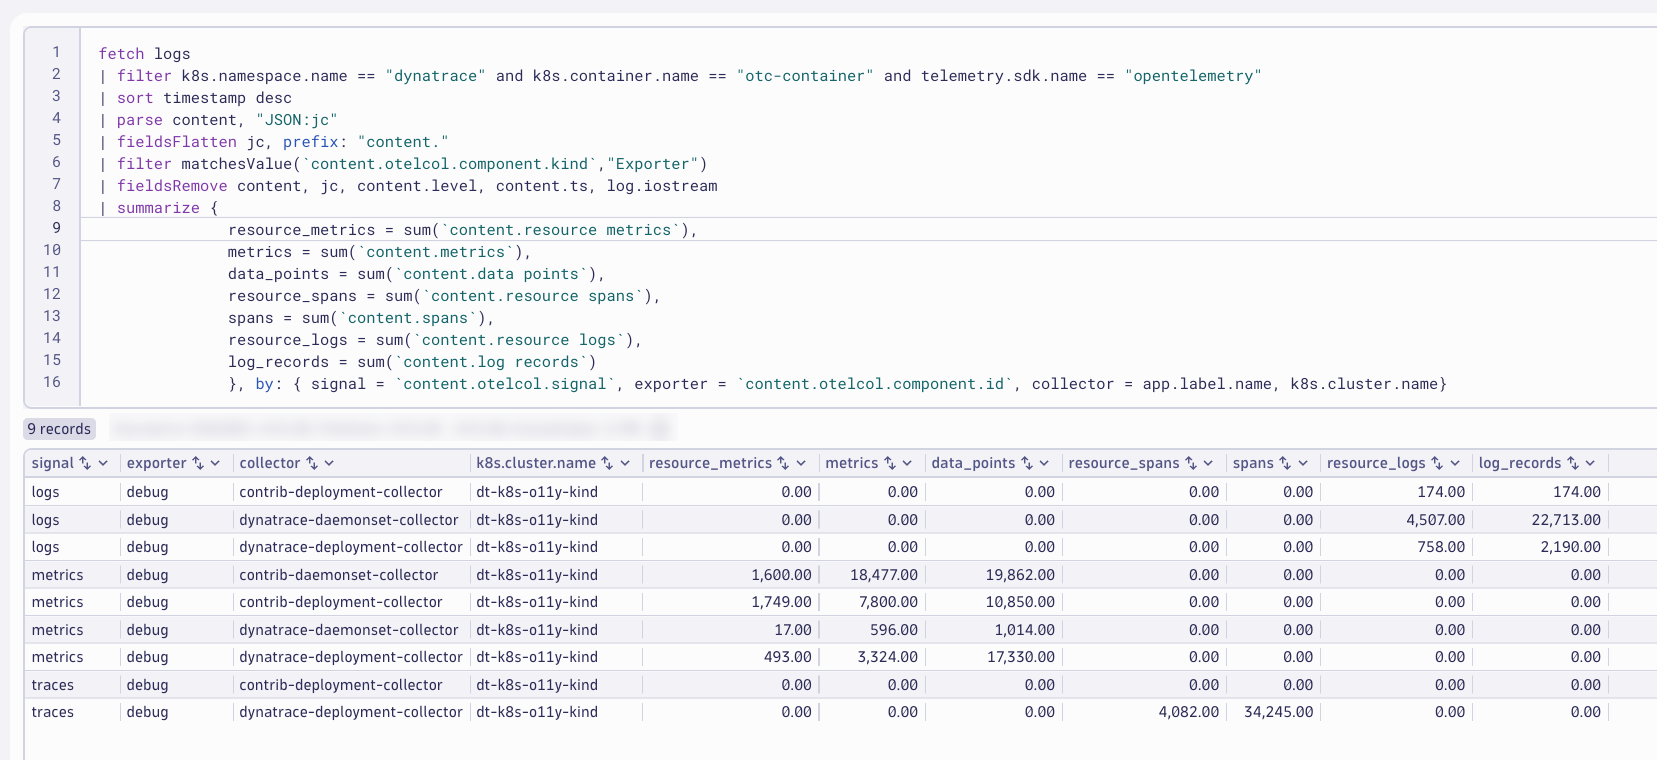 1 fetch logs
2 | filter k8s.namespace.name == "dynatrace" and k8s.container.name == "otc-container" and telemetry.sdk.name == "opentelemetry"
3 | sort timestamp desc
4 | parse content, "JSON:jc"
5 | fieldsFlatten jc, prefix: "content."
6 | filter matchesValue(`content.otelcol.component.kind`,"Exporter")
7 | fieldsRemove content, jc, content.level, content.ts, log.iostream
8 | summarize {
9 resource_metrics = sum(`content.resource metrics`),
10 metrics = sum(`content.metrics`),
11 data_points = sum(`content.data points`),
12 resource_spans = sum(`content.resource spans`),
13 spans = sum(`content.spans`),
14 resource_logs = sum(`content.resource logs`),
15 log_records = sum(`content.log records`)
16 }, by: { signal = `content.otelcol.signal`, exporter = `content.otelcol.component.id`, collector = app.label.name, k8s.cluster.name}
9 records
signal exporter collector k8s.cluster.name resource_metrics metrics data_points resource_spans spans resource_logs log_records
logs debug contrib-deployment-collector dt-k8s-o11y-kind 0.00 0.00 0.00 0.00 0.00 174.00 174.00
logs debug dynatrace-daemonset-collector dt-k8s-o11y-kind 0.00 0.00 0.00 0.00 0.00 4,507.00 22,713.00
logs debug dynatrace-deployment-collector dt-k8s-o11y-kind 0.00 0.00 0.00 0.00 0.00 758.00 2,190.00
metrics debug contrib-daemonset-collector dt-k8s-o11y-kind 1,600.00 18,477.00 19,862.00 0.00 0.00 0.00 0.00
metrics debug contrib-deployment-collector dt-k8s-o11y-kind 1,749.00 7,800.00 10,850.00 0.00 0.00 0.00 0.00
metrics debug dynatrace-daemonset-collector dt-k8s-o11y-kind 17.00 596.00 1,014.00 0.00 0.00 0.00 0.00
metrics debug dynatrace-deployment-collector dt-k8s-o11y-kind 493.00 3,324.00 17,330.00 0.00 0.00 0.00 0.00
traces debug contrib-deployment-collector dt-k8s-o11y-kind 0.00 0.00 0.00 0.00 0.00 0.00 0.00
traces debug dynatrace-deployment-collector dt-k8s-o11y-kind 0.00 0.00 0.00 4,082.00 34,245.00 0.00 0.00